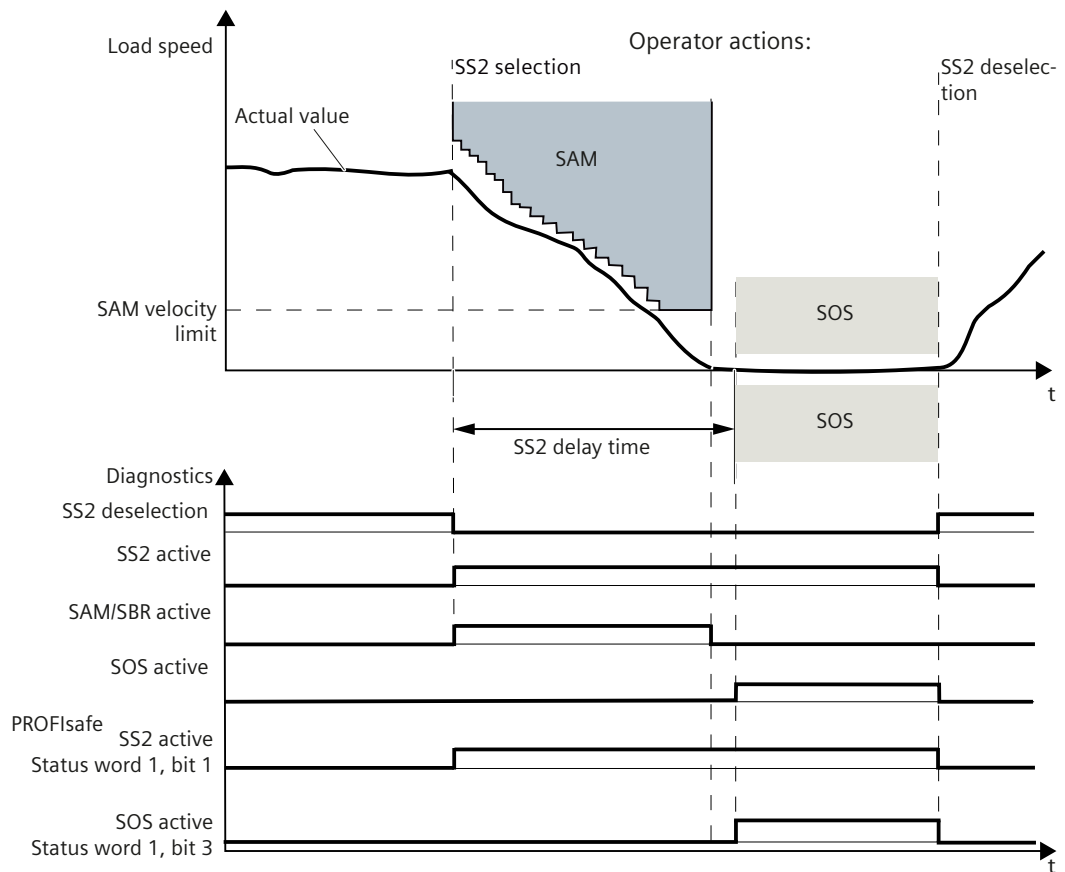 Load speed
Operator actions:
SS2 selection
SS2 deselec-
tion
Actual value
SAM
SAM velocity
limit
SOS
t
SOS
SS2 delay time
Diagnostics
SS2 deselection
SS2 active
SAM/SBR active
SOS active
PROFIsafe
SS2 active
Status word 1, bit 1
SOS active
Status word 1, bit 3
t